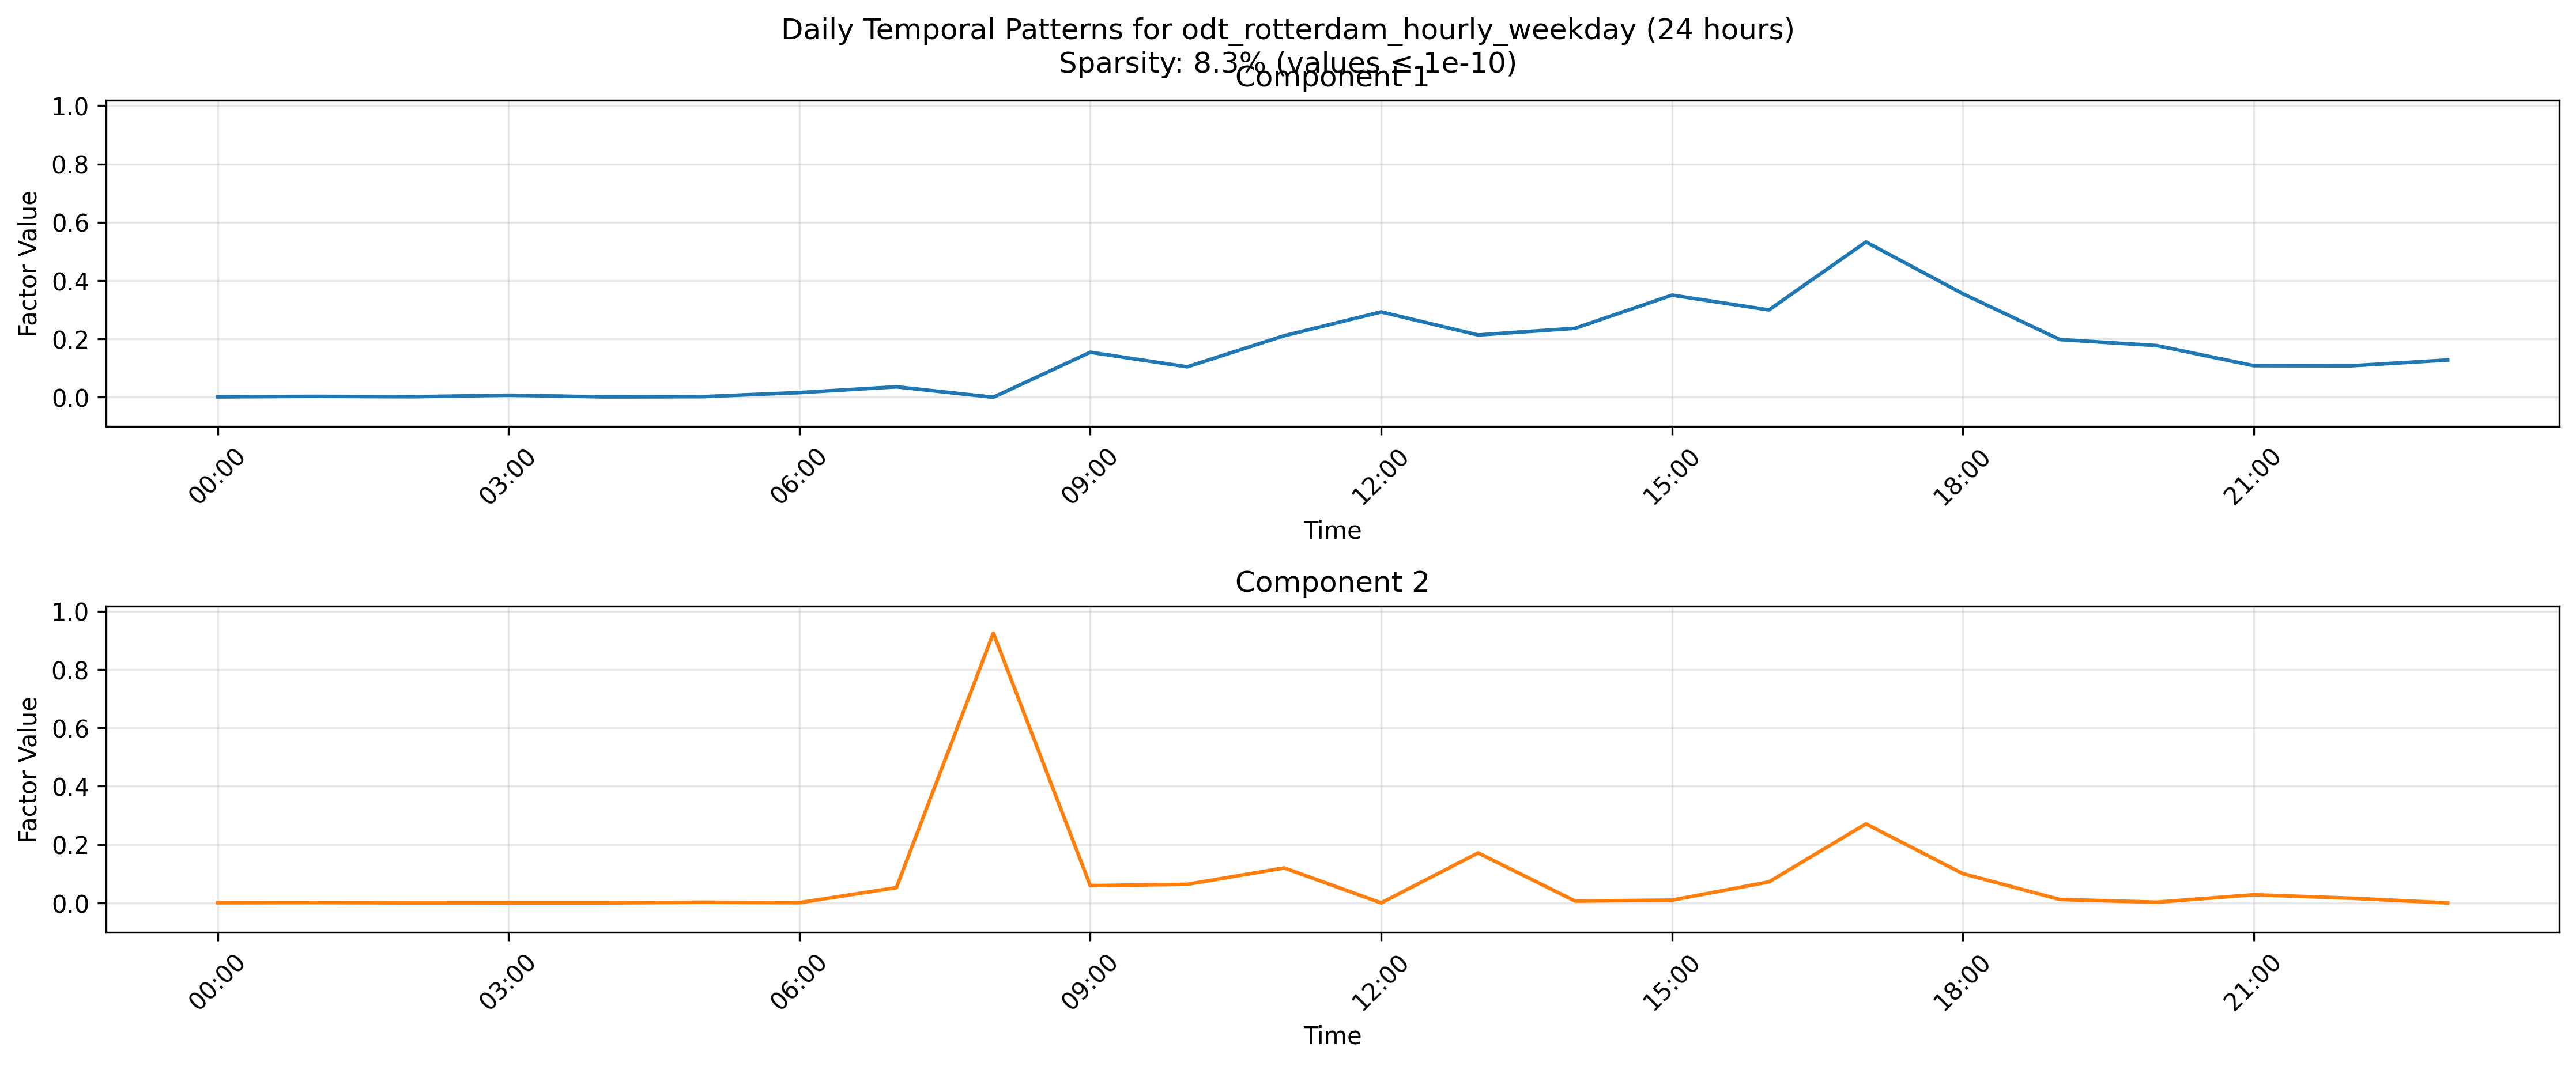 Daily Temporal Patterns for odt_rotterdam_hourly_weekday (24 hours)
Sparsity: 8.3% (values ≤ 1e-10)
Component 1
1.0
0.8
0.6
0.4
0.2
0.0
Factor Value
00:00 03:00 06:00 09:00 12:00 15:00 18:00 21:00
Time
Component 2
1.0
0.8
0.6
0.4
0.2
0.0
Factor Value
00:00 03:00 06:00 09:00 12:00 15:00 18:00 21:00
Time